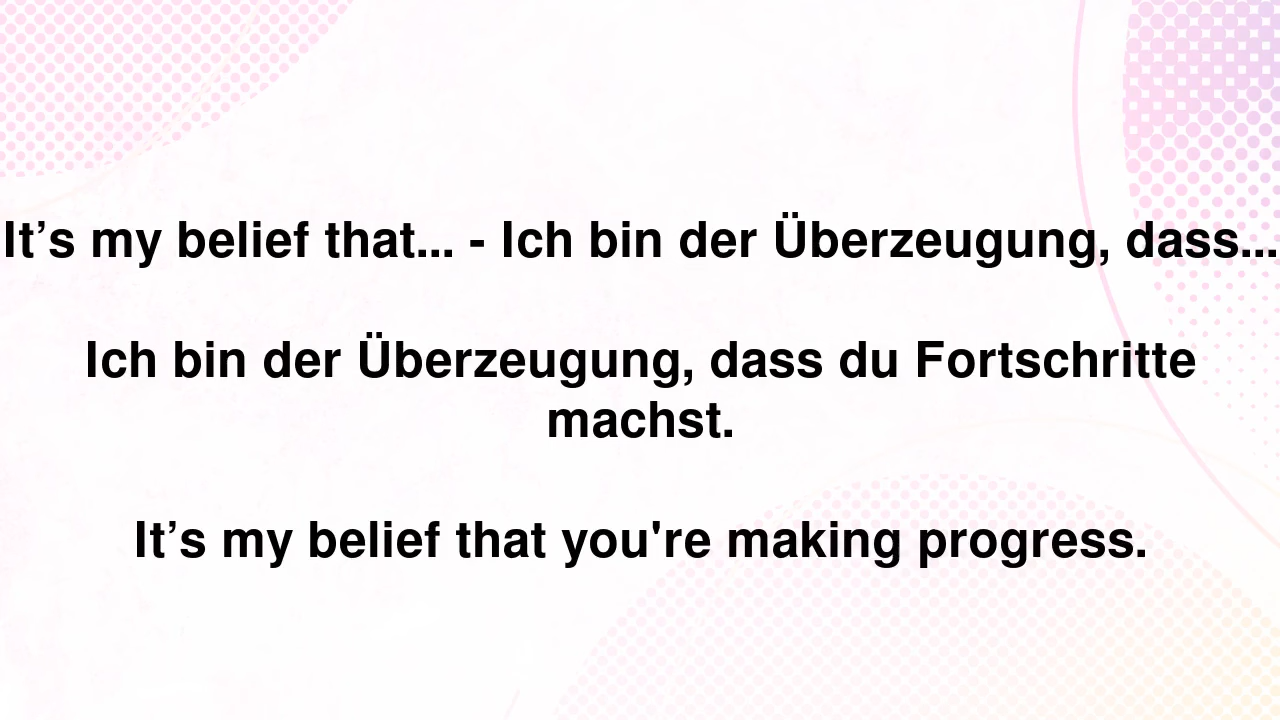 It’s my belief that... - Ich bin der Überzeugung, dass...
Ich bin der Überzeugung, dass du Fortschritte
machst.
It’s my belief that you're making progress.